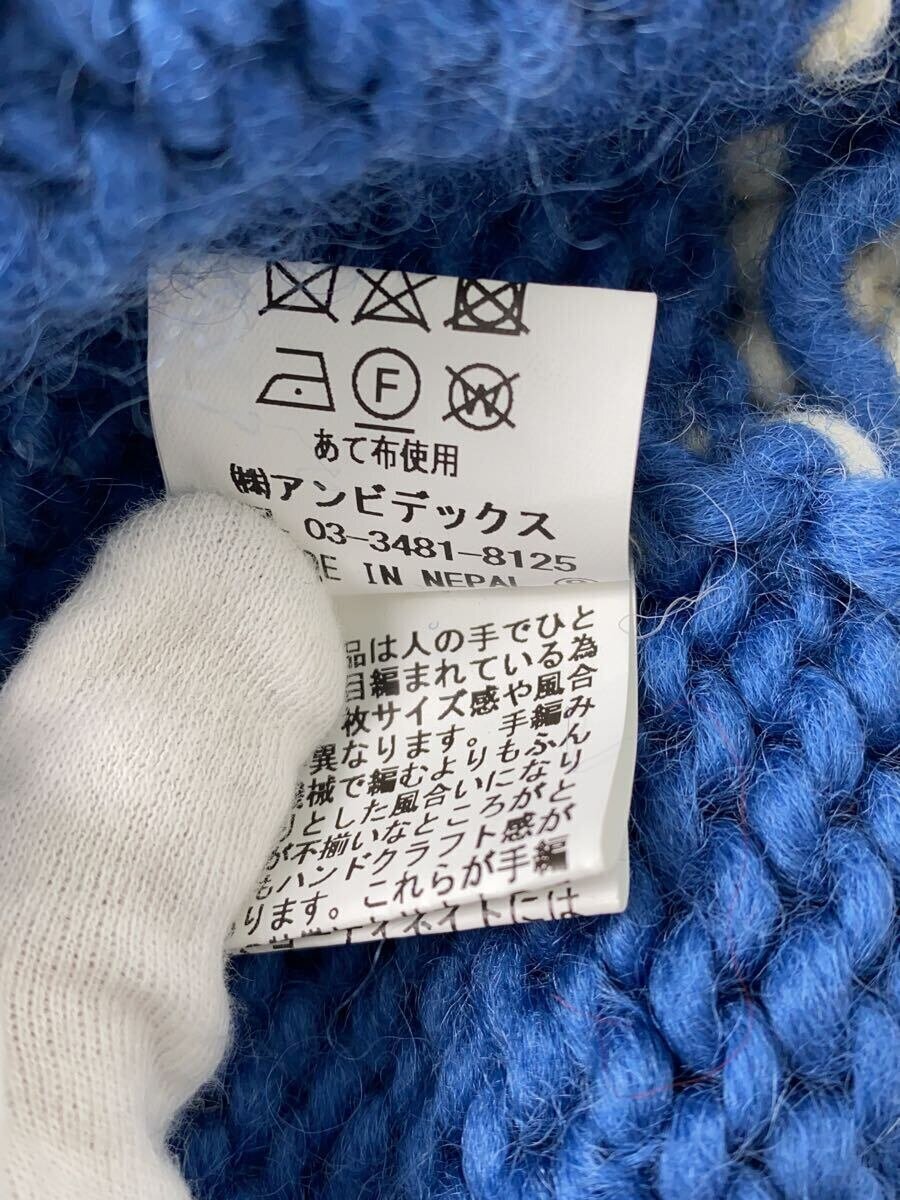 F
W
あて布使用
㈱アンビデックス
03-3481-8125
IN NEPAL
品は人の手でひと
目編まれている為
枚サイズ感や風合
異なります。手編み
機械で編むよりもふん
りとした風合いになり
が不揃いなところがと
もハンドクラフト感が
ります。これらが手編